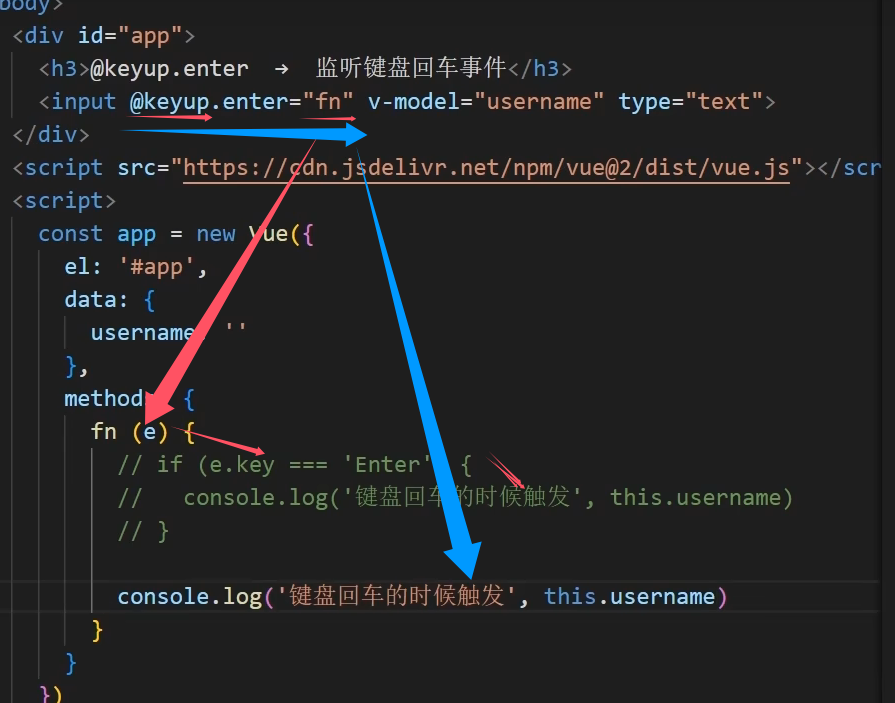 body>
<div id="app">
<h3>@keyup.enter → 监听键盘回车事件</h3>
<input @keyup.enter="fn" v-model="username" type="text">
</div>
<script src="https://cdn.jsdelivr.net/npm/vue@2/dist/vue.js"></scr
<script>
const app = new Vue({
el: '#app',
data: {
username: ''
},
methods: {
fn (e) {
// if (e.key === 'Enter') {
// console.log('键盘回车的时候触发', this.username)
// }
console.log('键盘回车的时候触发', this.username)
}
}
})